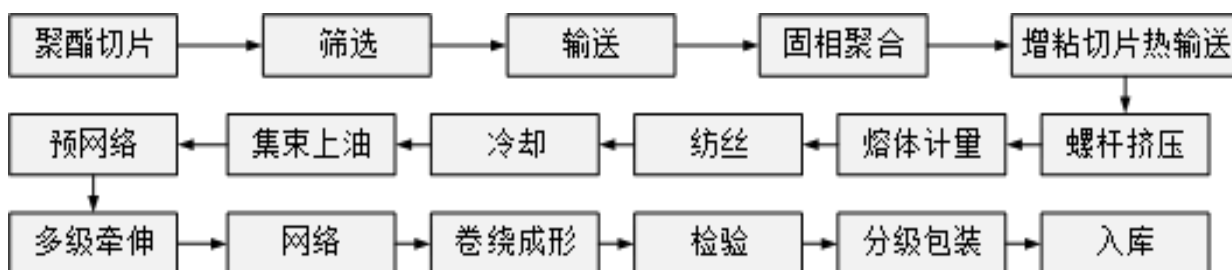 聚酯切片
筛选
输送
固相聚合
增粘切片热输送
螺杆挤压
熔体计量
纺丝
冷却
集束上油
预网络
多级牵伸
网络
卷绕成形
检验
分级包装
入库